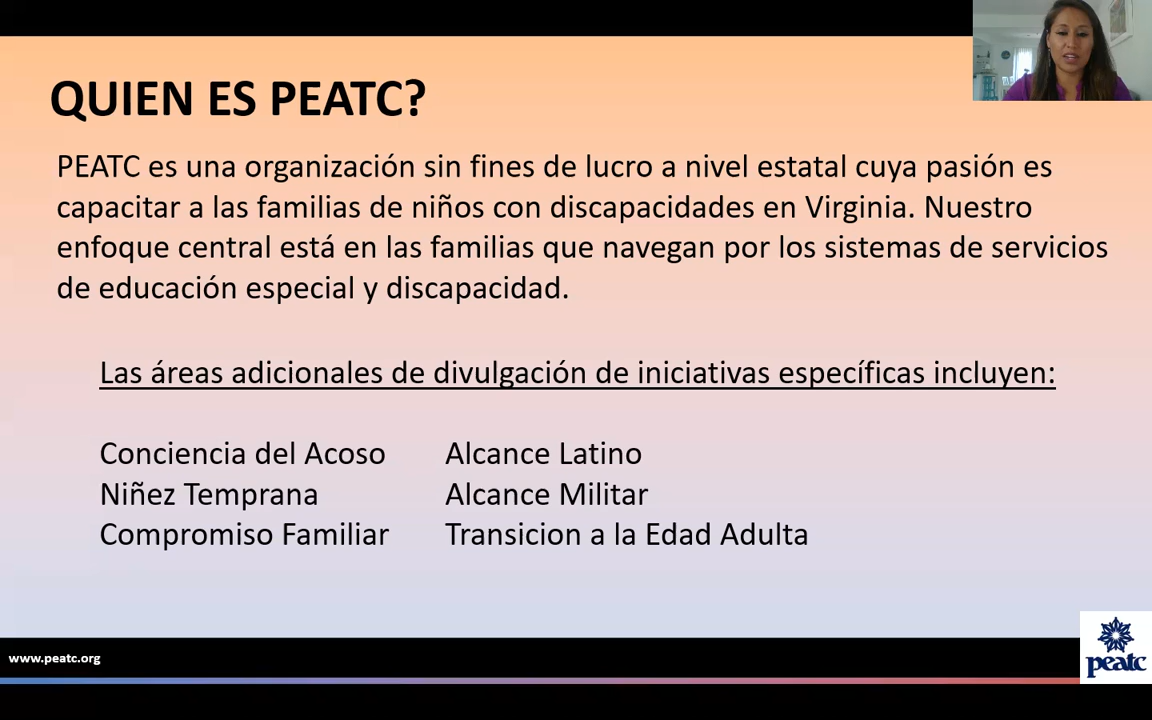 QUIEN ES PEATC?
PEATC es una organización sin fines de lucro a nivel estatal cuya pasión es
capacitar a las familias de niños con discapacidades en Virginia. Nuestro
enfoque central está en las familias que navegan por los sistemas de servicios
de educación especial y discapacidad.
Las áreas adicionales de divulgación de iniciativas específicas incluyen:
Conciencia del Acoso Alcance Latino
Niñez Temprana Alcance Militar
Compromiso Familiar Transicion a la Edad Adulta
www.peatc.org
peatc